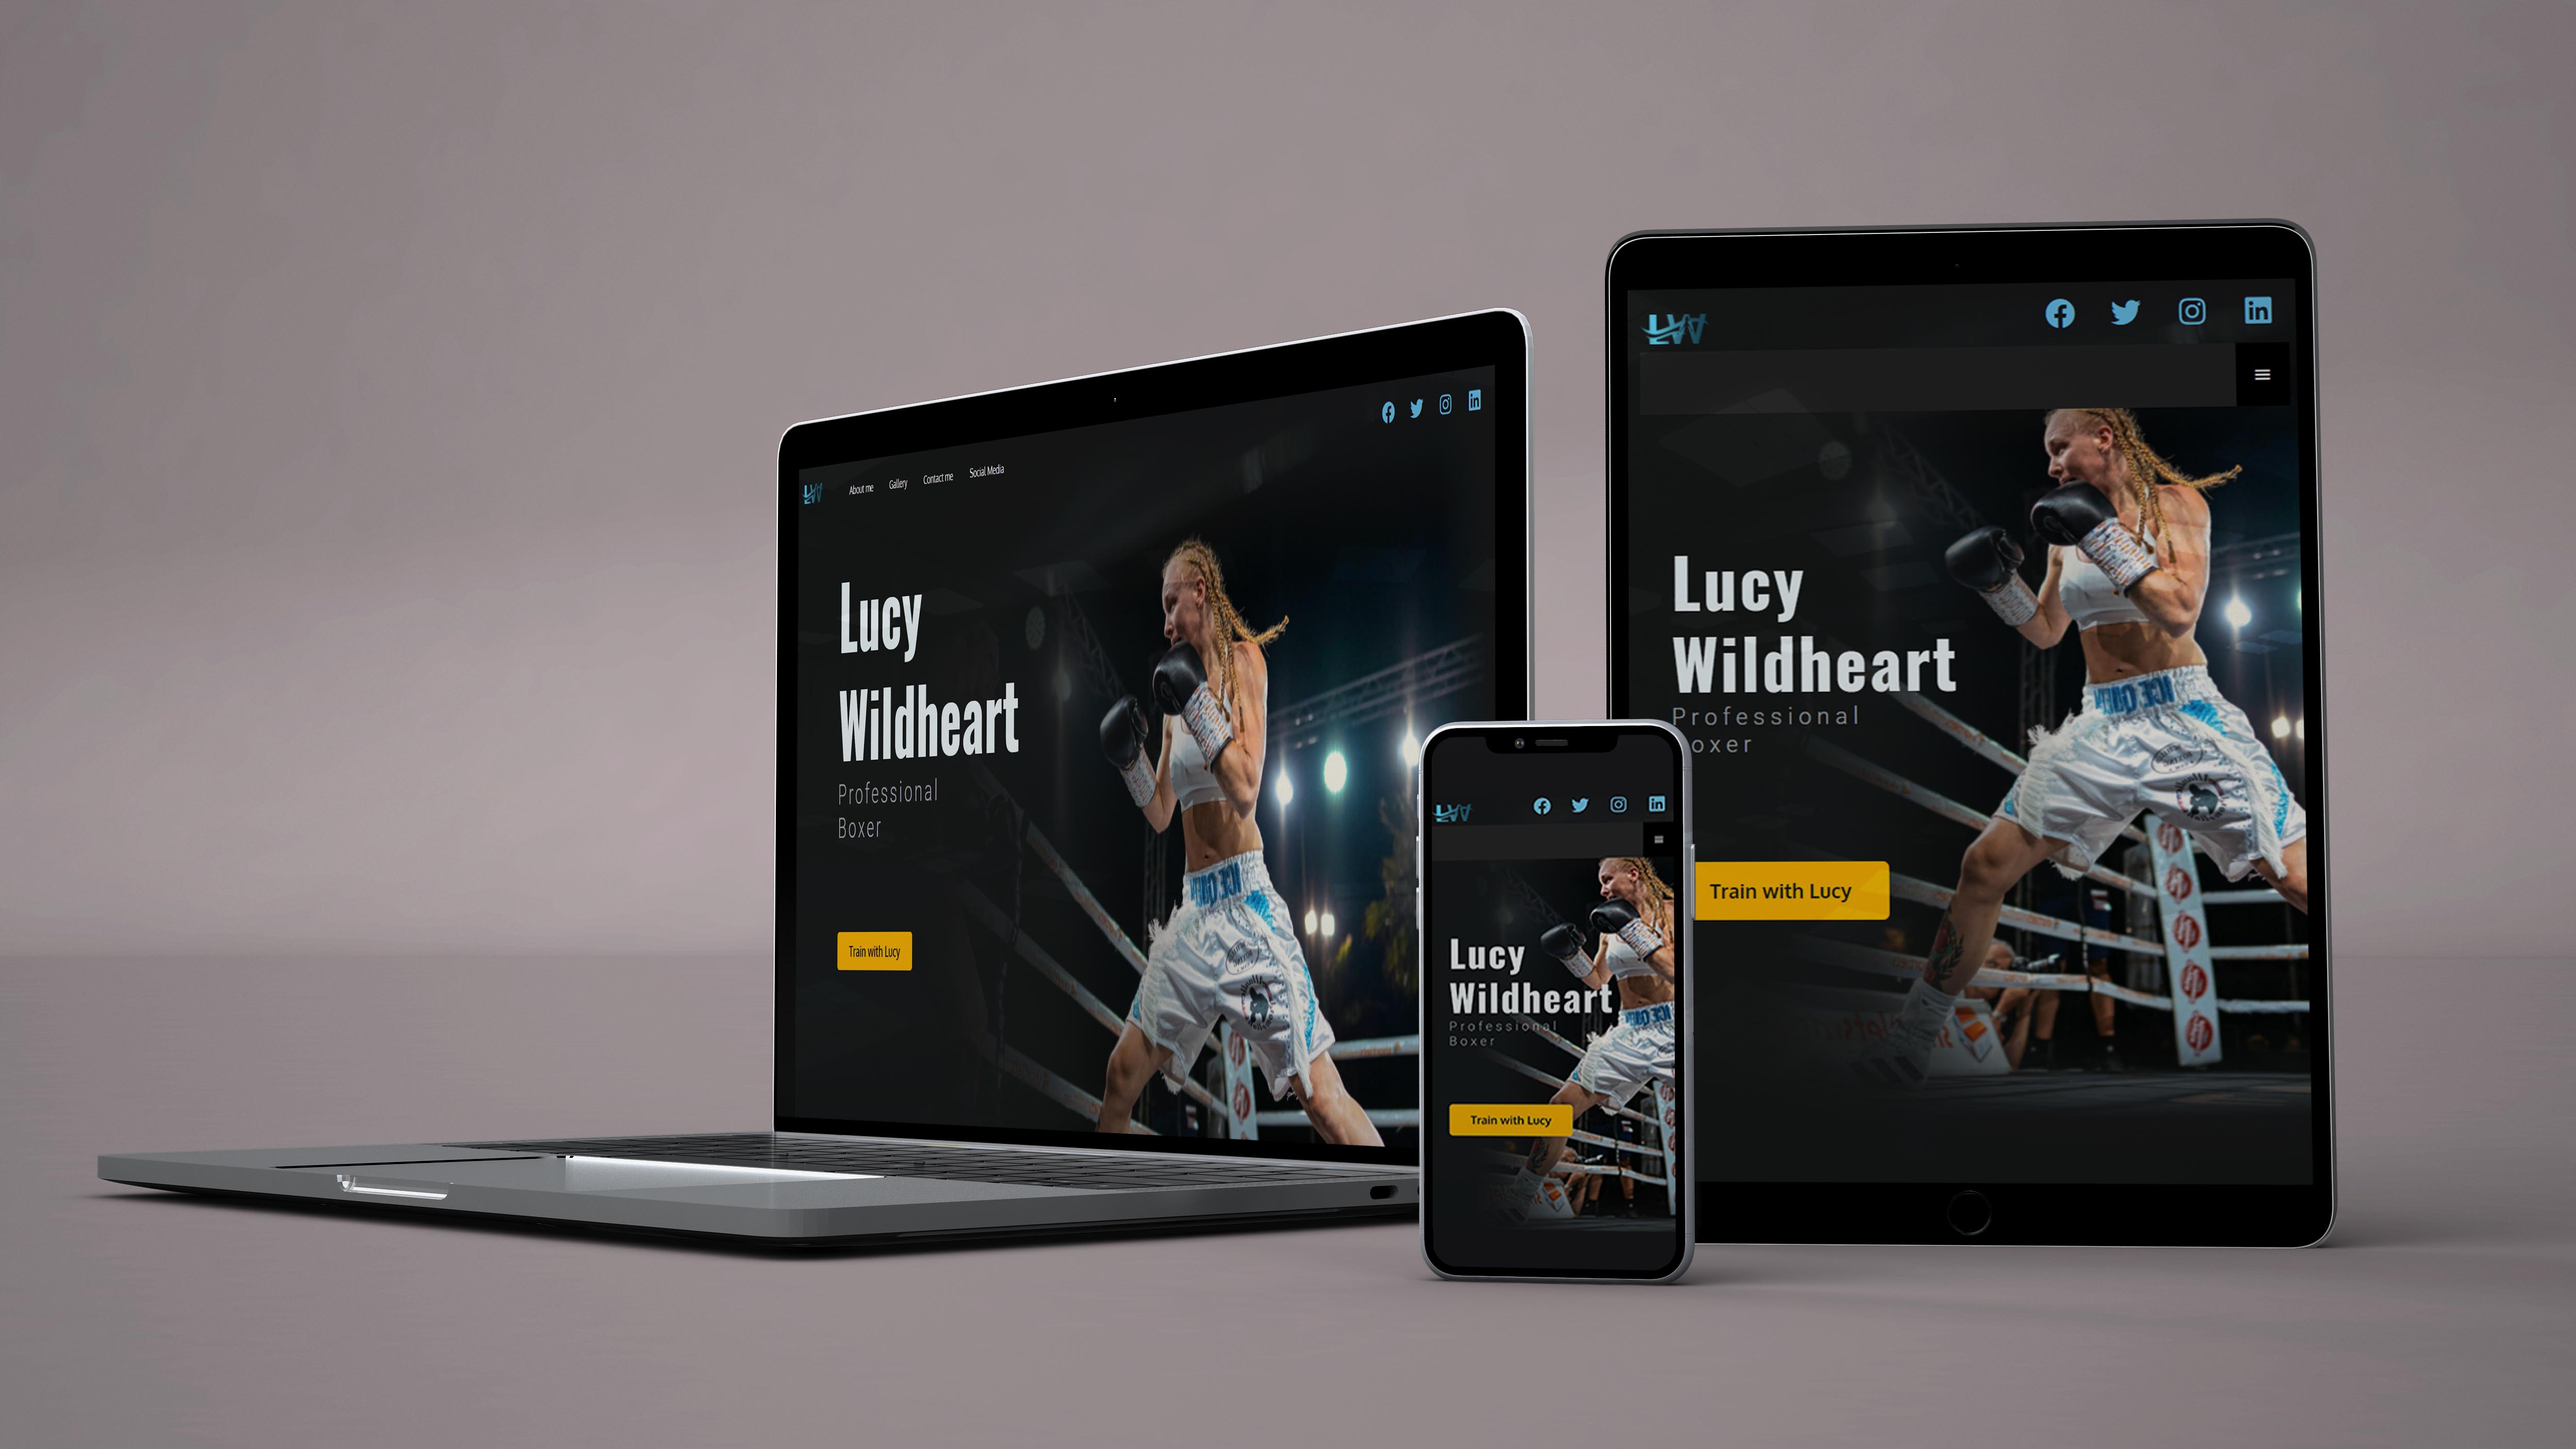 LW
About me Gallery Contact me Social Media
Lucy
Wildheart
Professional
Boxer
Train with Lucy
LW
Lucy
Wildheart
Professional
Boxer
Train with Lucy
LW
Lucy
Wildheart
Professional
oxer
Train with Lucy